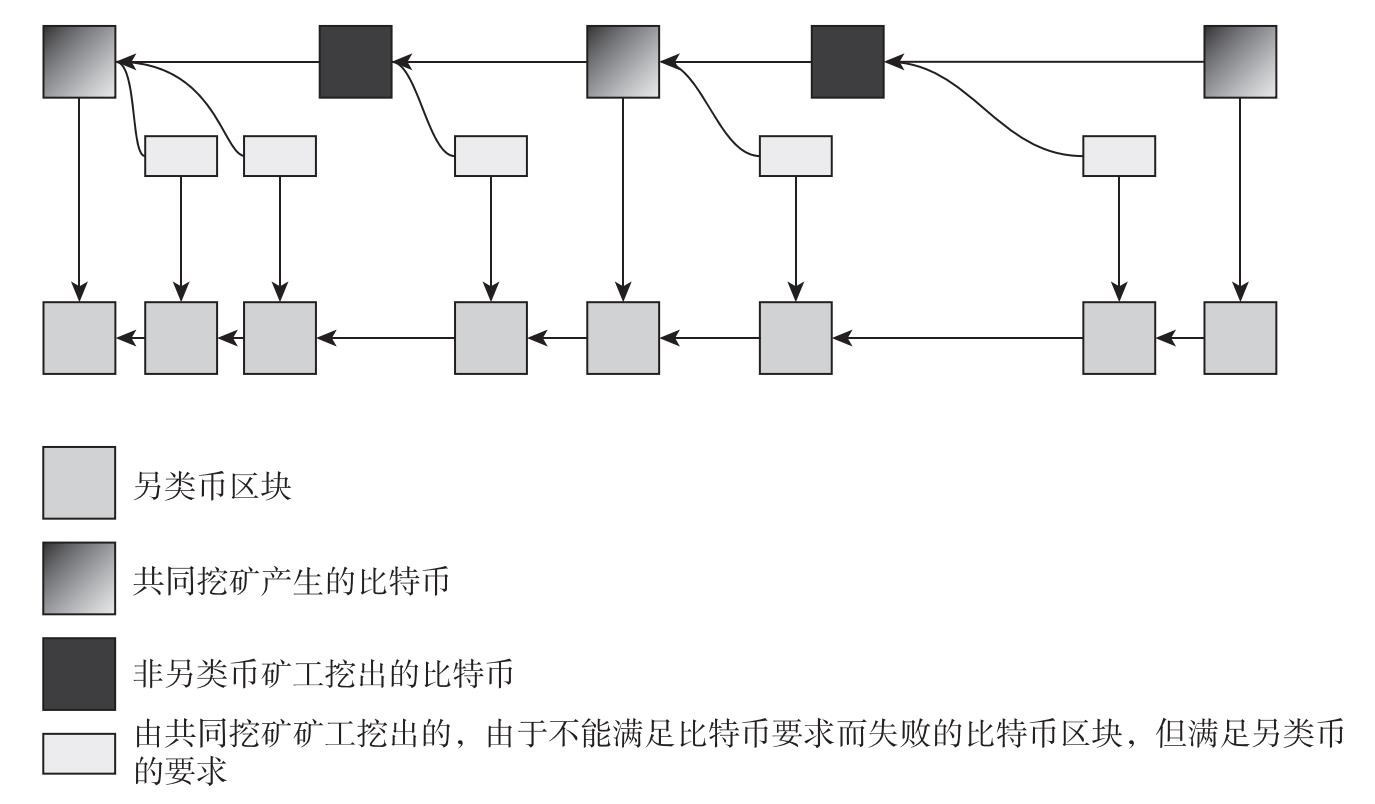 另类币区块
共同挖矿产生的比特币
非另类币矿工挖出的比特币
由共同挖矿矿工挖出的，由于不能满足比特币要求而失败的比特币区块，但满足另类币
的要求